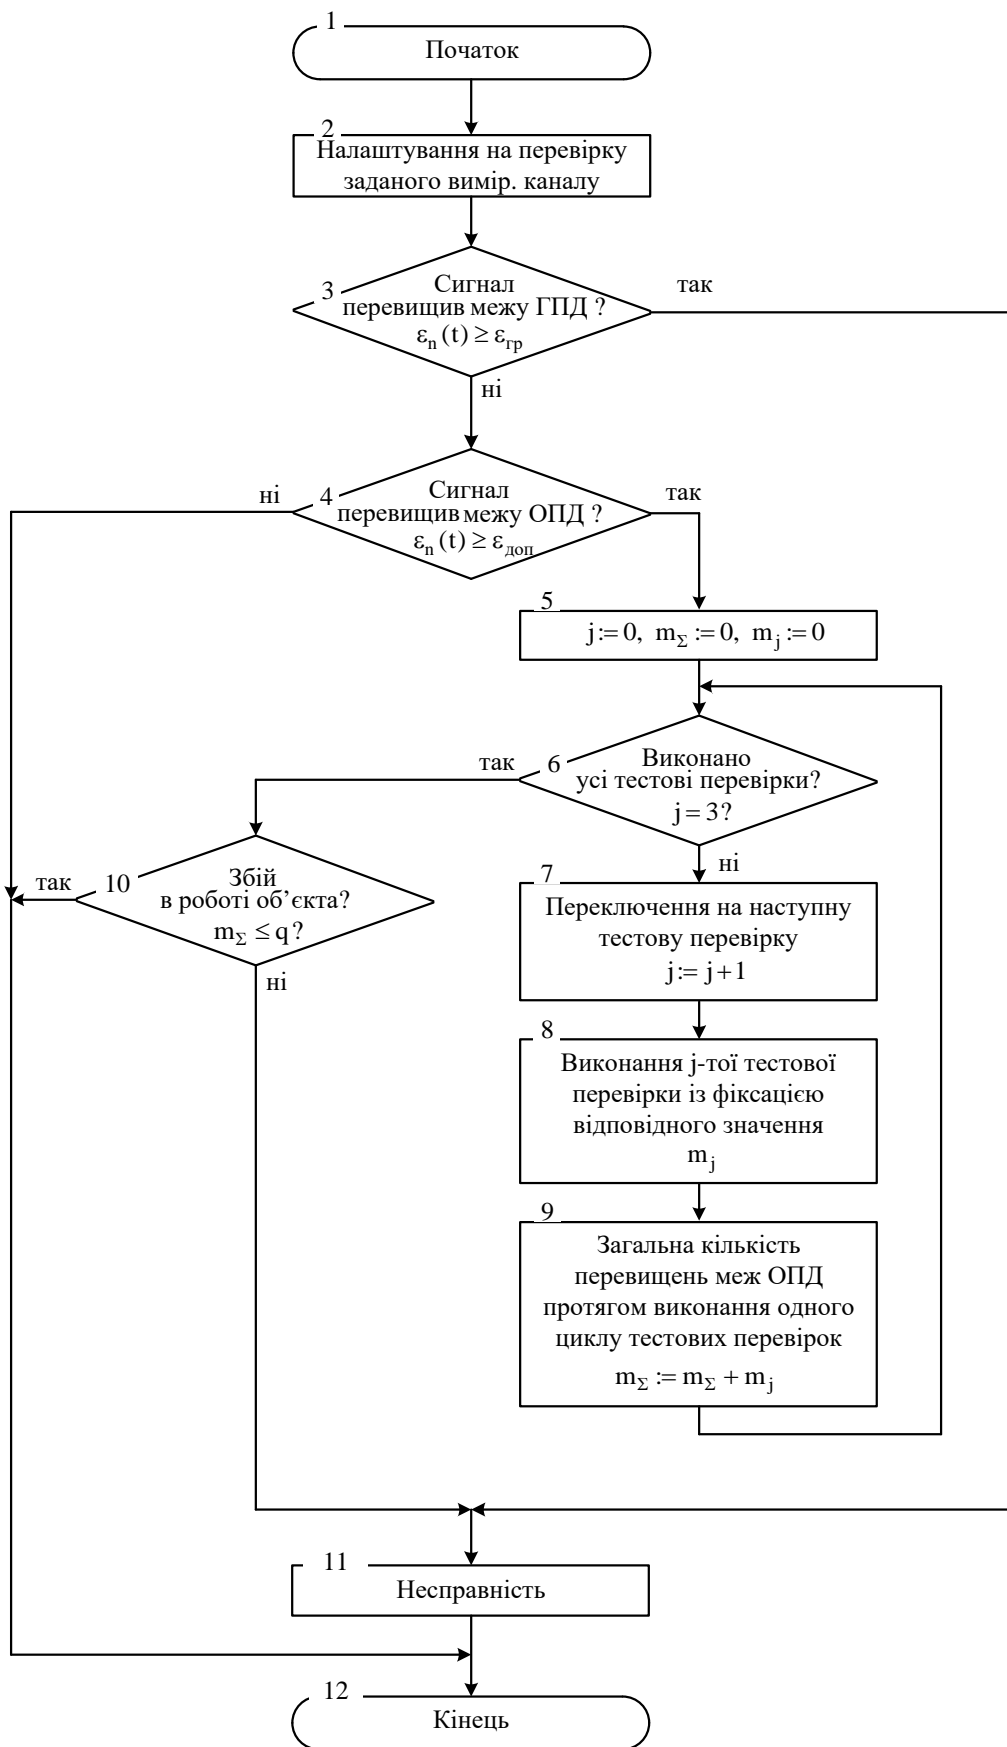 1
Початок
2
Налаштування на перевірку
заданого вимір. каналу
3
Сигнал
перевищив межу ГПД ?
εn (t) ≥ εгр
так
ні
4
Сигнал
перевищив межу ОПД ?
εn (t) ≥ εдоп
ні
так
5
j:= 0, mΣ := 0, mj := 0
6
Виконано
усі тестові перевірки?
j = 3?
так
ні
7
Переключення на наступну
тестову перевірку
j:= j+1
8
Виконання j-тої тестової
перевірки із фіксацією
відповідного значення
mj
9
Загальна кількість
перевищень меж ОПД
протягом виконання одного
циклу тестових перевірок
mΣ := mΣ + mj
10
Збій
в роботі об’єкта?
mΣ ≤ q?
так
ні
11
Несправність
12
Кінець